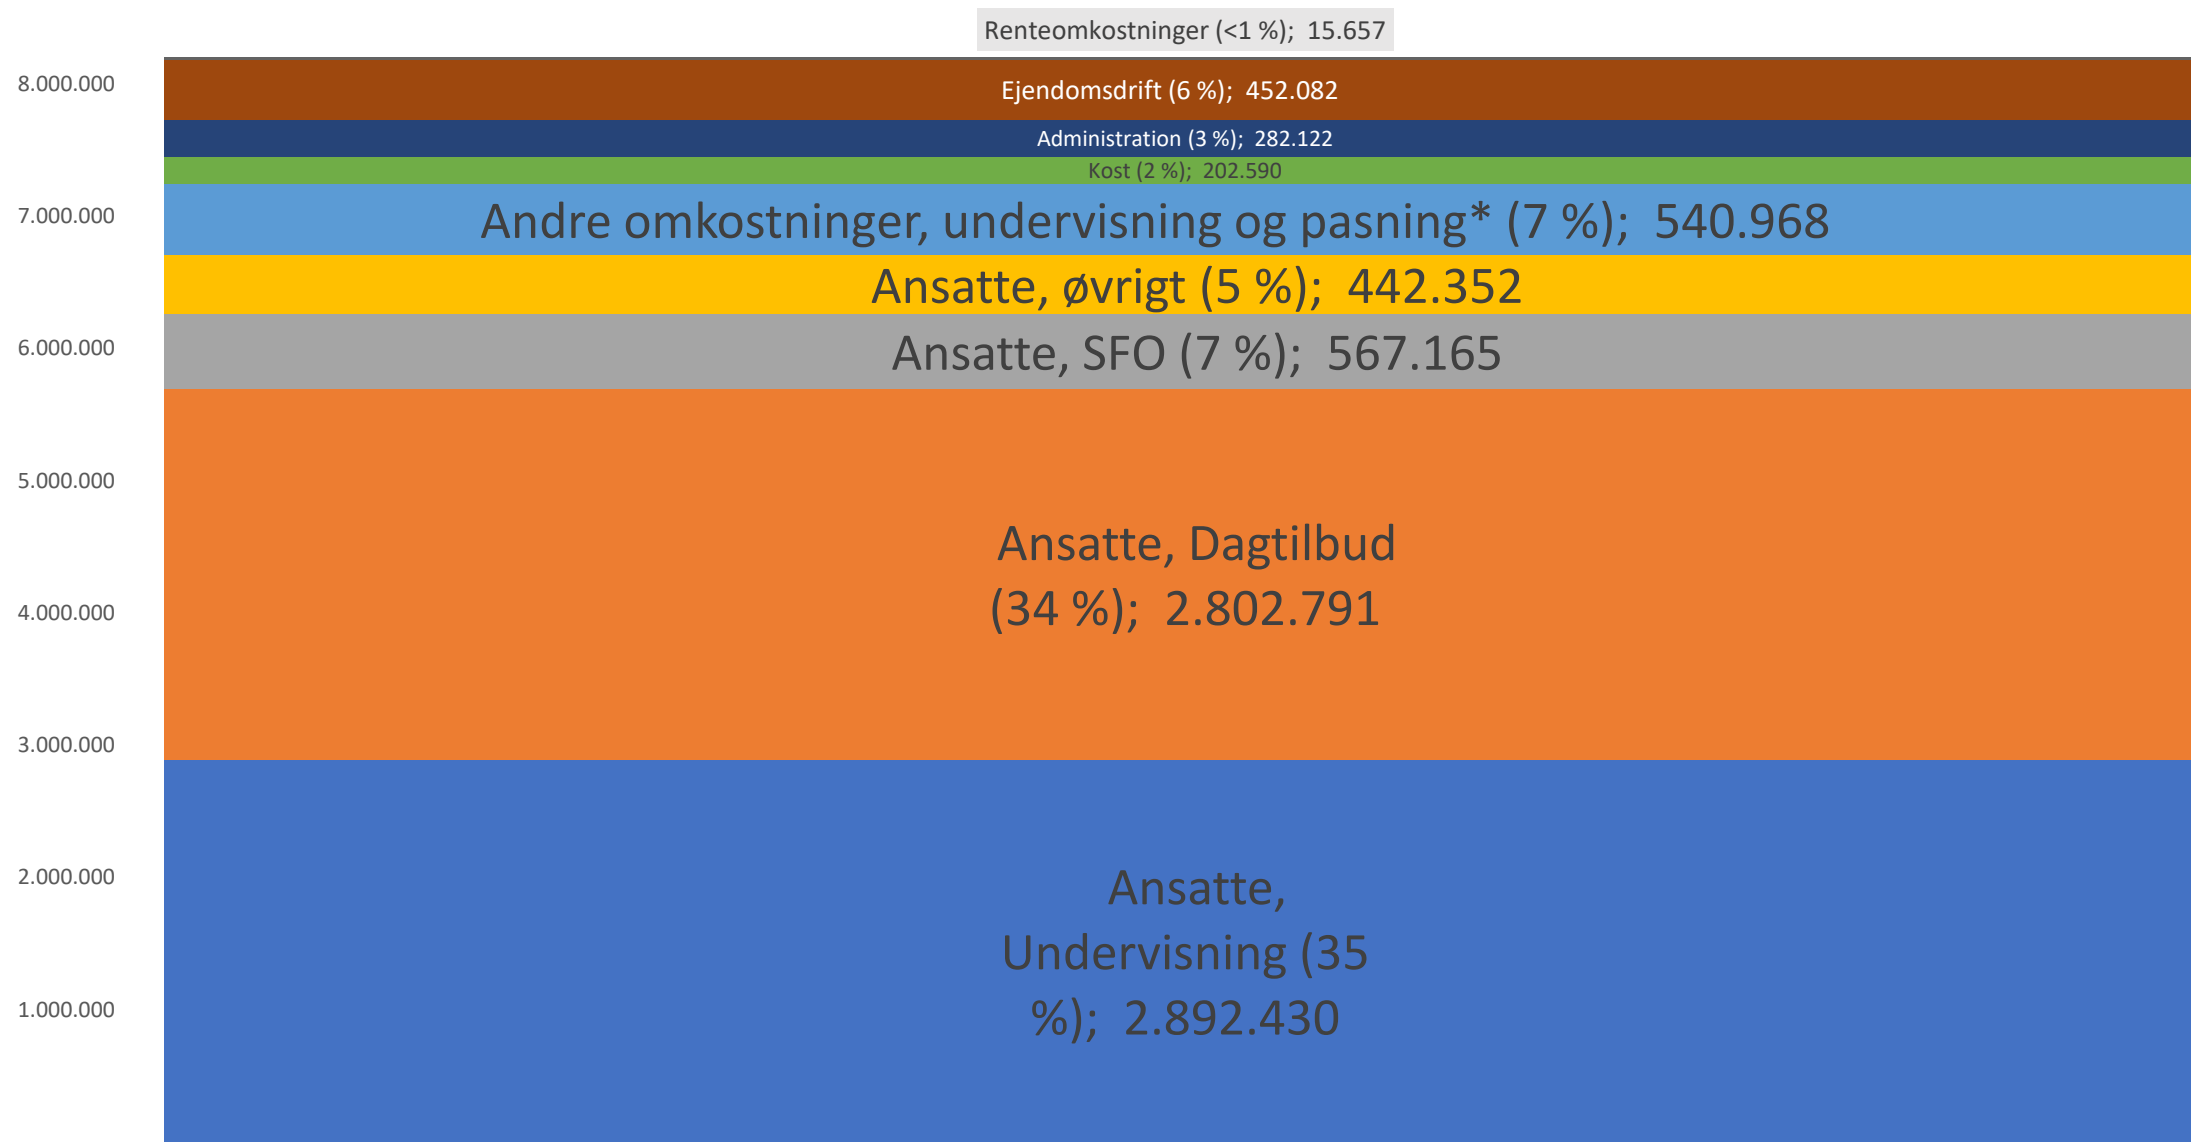 Renteomkostninger (<1 %); 15.657
8.000.000
Ejendomsdrift (6 %); 452.082
Administration (3 %); 282.122
Kost (2 %); 202.590
7.000.000
Andre omkostninger, undervisning og pasning* (7 %); 540.968
Ansatte, øvrigt (5 %); 442.352
6.000.000
Ansatte, SFO (7 %); 567.165
5.000.000
Ansatte, Dagtilbud
(34 %); 2.802.791
4.000.000
3.000.000
2.000.000
Ansatte,
Undervisning (35
%); 2.892.430
1.000.000